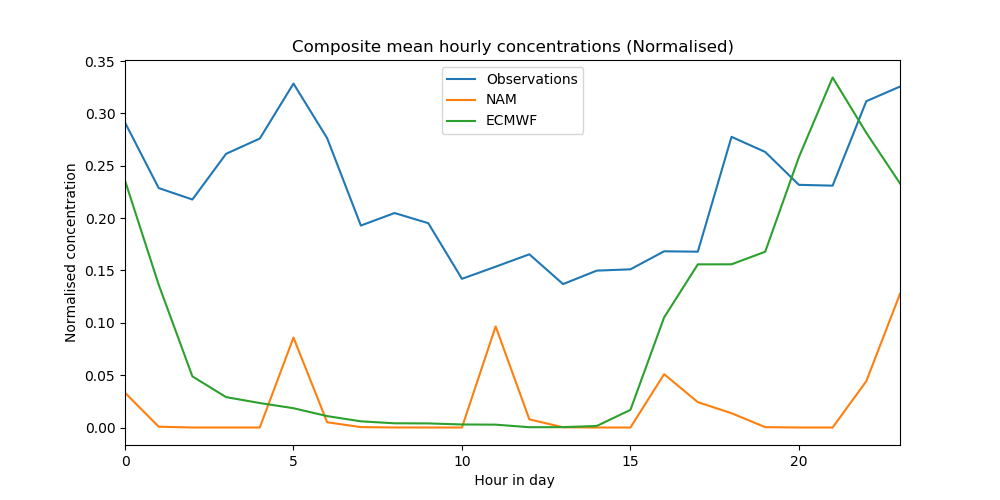 Composite mean hourly concentrations (Normalised)
Observations
NAM
ECMWF
Normalised concentration
0.35
0.30
0.25
0.20
0.15
0.10
0.05
0.00
0 5 10 15 20
Hour in day